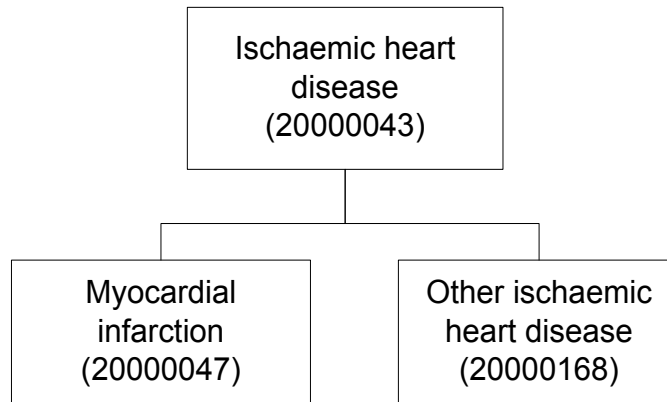 Ischaemic heart
disease
(20000043)
Myocardial
infarction
(20000047)
Other ischaemic
heart disease
(20000168)